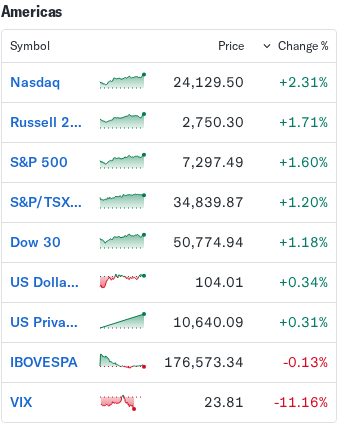 Americas
Symbol Price Change %
Nasdaq 24,129.50 +2.31%
Russell 2... 2,750.30 +1.71%
S&P 500 7,297.49 +1.60%
S&P/TSX... 34,839.87 +1.20%
Dow 30 50,774.94 +1.18%
US Dolla... 104.01 +0.34%
US Priva... 10,640.09 +0.31%
IBOVESPA 176,573.34 -0.13%
VIX 23.81 -11.16%